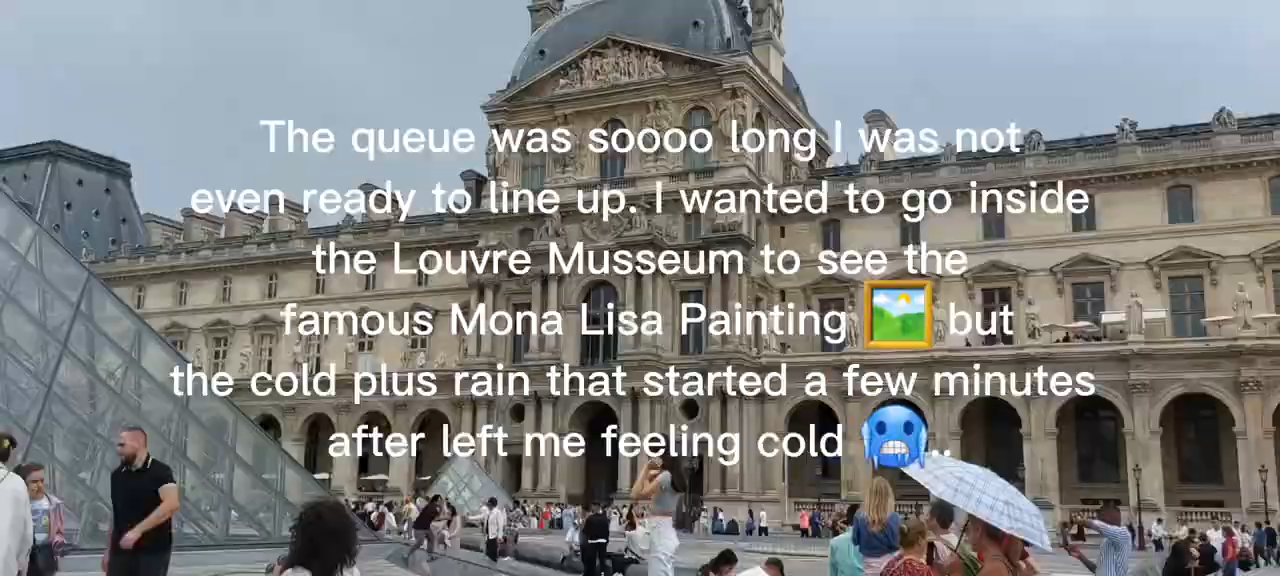 The queue was soooo long I was not
even ready to line up. I wanted to go inside
the Louvre Musseum to see the
famous Mona Lisa Painting 🖼️ but
the cold plus rain that started a few minutes
after left me feeling cold 🥶..